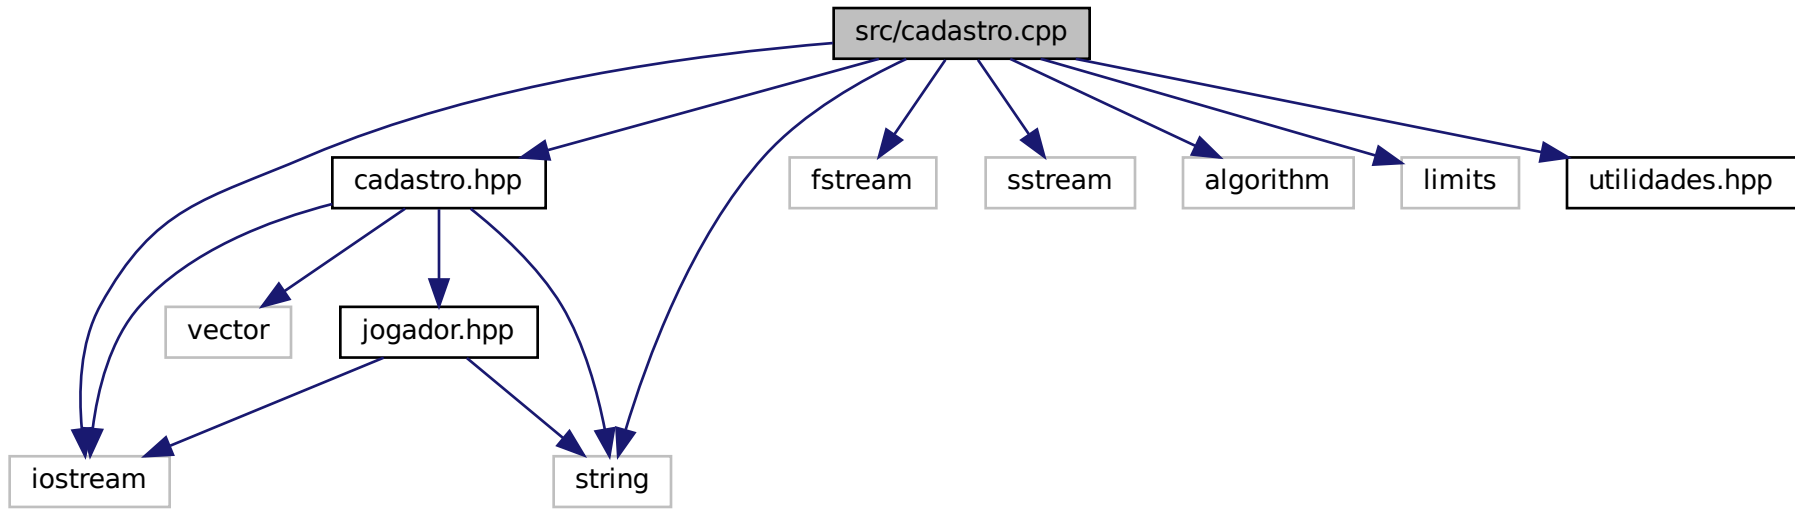 src/cadastro.cpp
cadastro.hpp
fstream
sstream
algorithm
limits
utilidades.hpp
vector
jogador.hpp
iostream
string